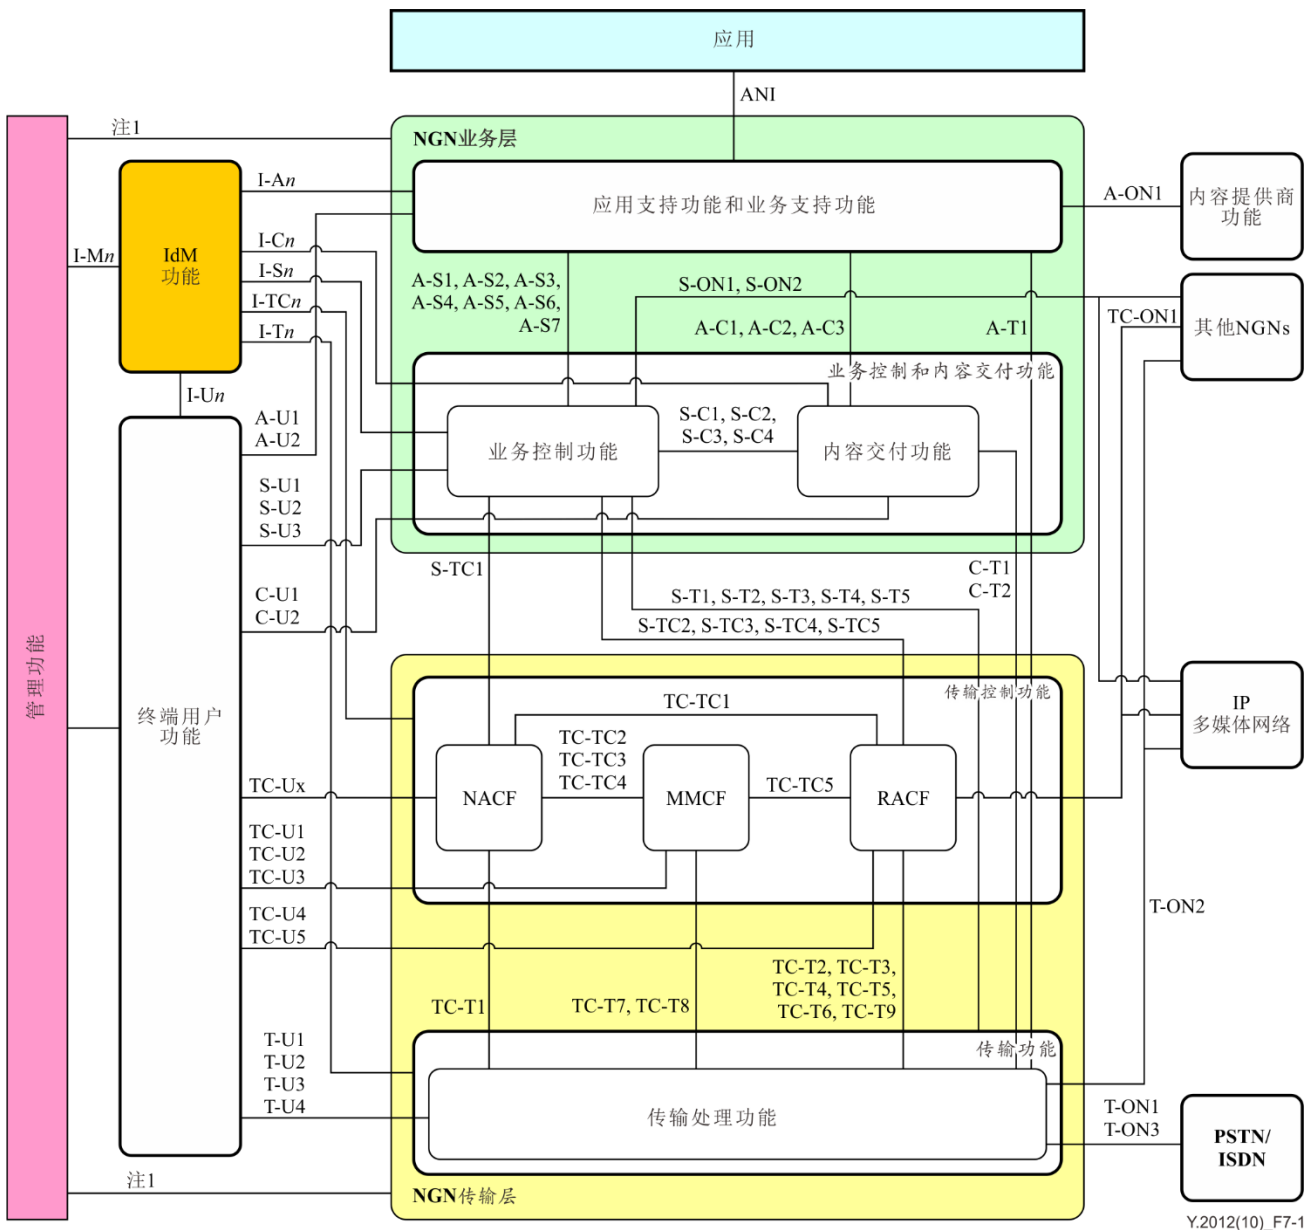 应用
ANI
注1
NGN业务层
I-An
应用支持功能和业务支持功能
A-ON1
内容提供商
功能
I-Mn
IdM
功能
I-Cn
I-Sn
I-TCn
I-Tn
A-S1, A-S2, A-S3,
A-S4, A-S5, A-S6,
A-S7
S-ON1, S-ON2
A-C1, A-C2, A-C3
A-T1
TC-ON1
其他NGNs
业务控制和内容交付功能
I-Un
A-U1
A-U2
S-C1, S-C2,
S-C3, S-C4
业务控制功能
内容交付功能
S-U1
S-U2
S-U3
S-TC1
C-T1
C-T2
C-U1
C-U2
S-T1, S-T2, S-T3, S-T4, S-T5
S-TC2, S-TC3, S-TC4, S-TC5
管理功能
终端用户
功能
传输控制功能
IP
多媒体网络
TC-TC1
TC-TC2
TC-TC3
TC-TC4
TC-Ux
NACF
MMCF
TC-TC5
RACF
TC-U1
TC-U2
TC-U3
TC-U4
TC-U5
T-ON2
TC-T1
TC-T7, TC-T8
TC-T2, TC-T3,
TC-T4, TC-T5,
TC-T6, TC-T9
T-U1
T-U2
T-U3
T-U4
传输功能
传输处理功能
T-ON1
T-ON3
PSTN/
ISDN
注1
NGN传输层
Y.2012(10)_F7-1